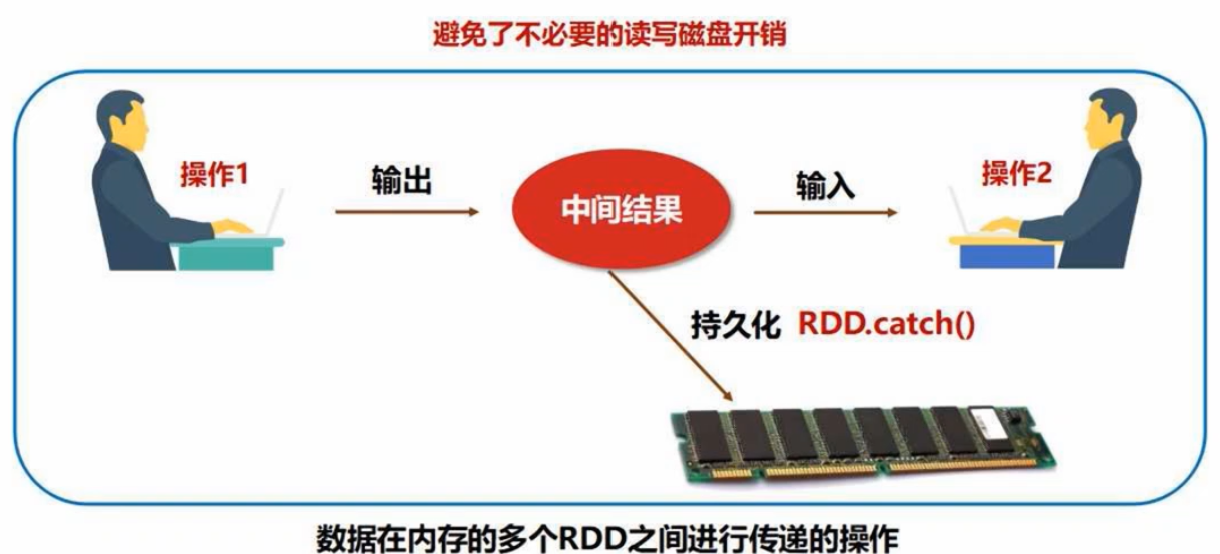 避免了不必要的读写磁盘开销
操作1
输出
中间结果
输入
操作2
持久化 RDD.catch()
数据在内存的多个RDD之间进行传递的操作